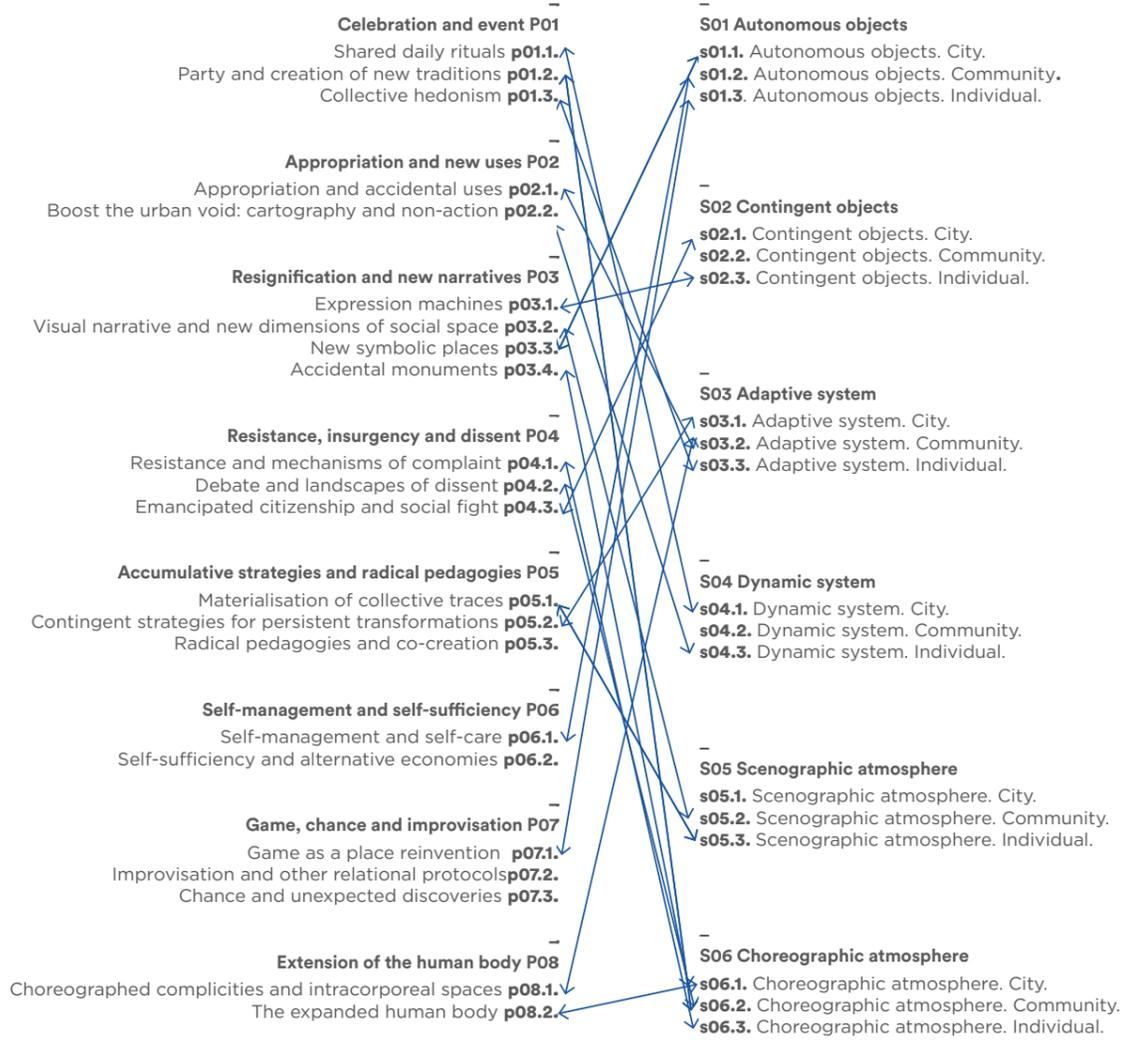 Celebration and event P01
Shared daily rituals p01.1.
Party and creation of new traditions p01.2.
Collective hedonism p01.3.
Appropriation and new uses P02
Appropriation and accidental uses p02.1.
Boost the urban void: cartography and non-action p02.2.
Resignification and new narratives P03
Expression machines p03.1.
Visual narrative and new dimensions of social space p03.2.
New symbolic places p03.3.
Accidental monuments p03.4.
Resistance, insurgency and dissent P04
Resistance and mechanisms of complaint p04.1.
Debate and landscapes of dissent p04.2.
Emancipated citizenship and social fight p04.3.
Accumulative strategies and radical pedagogies P05
Materialisation of collective traces p05.1.
Contingent strategies for persistent transformations p05.2.
Radical pedagogies and co-creation p05.3.
Self-management and self-sufficiency P06
Self-management and self-care p06.1.
Self-sufficiency and alternative economies p06.2.
Game, chance and improvisation P07
Game as a place reinvention p07.1.
Improvisation and other relational protocolsp07.2.
Chance and unexpected discoveries p07.3.
Extension of the human body P08
Choreographed complicities and intracorporeal spaces p08.1.
The expanded human body p08.2.
S01 Autonomous objects
s01.1. Autonomous objects. City.
s01.2. Autonomous objects. Community.
s01.3. Autonomous objects. Individual.
S02 Contingent objects
s02.1. Contingent objects. City.
s02.2. Contingent objects. Community.
s02.3. Contingent objects. Individual.
S03 Adaptive system
s03.1. Adaptive system. City.
s03.2. Adaptive system. Community.
s03.3. Adaptive system. Individual.
S04 Dynamic system
s04.1. Dynamic system. City.
s04.2. Dynamic system. Community.
s04.3. Dynamic system. Individual.
S05 Scenographic atmosphere
s05.1. Scenographic atmosphere. City.
s05.2. Scenographic atmosphere. Community.
s05.3. Scenographic atmosphere. Individual.
S06 Choreographic atmosphere
s06.1. Choreographic atmosphere. City.
s06.2. Choreographic atmosphere. Community.
s06.3. Choreographic atmosphere. Individual.